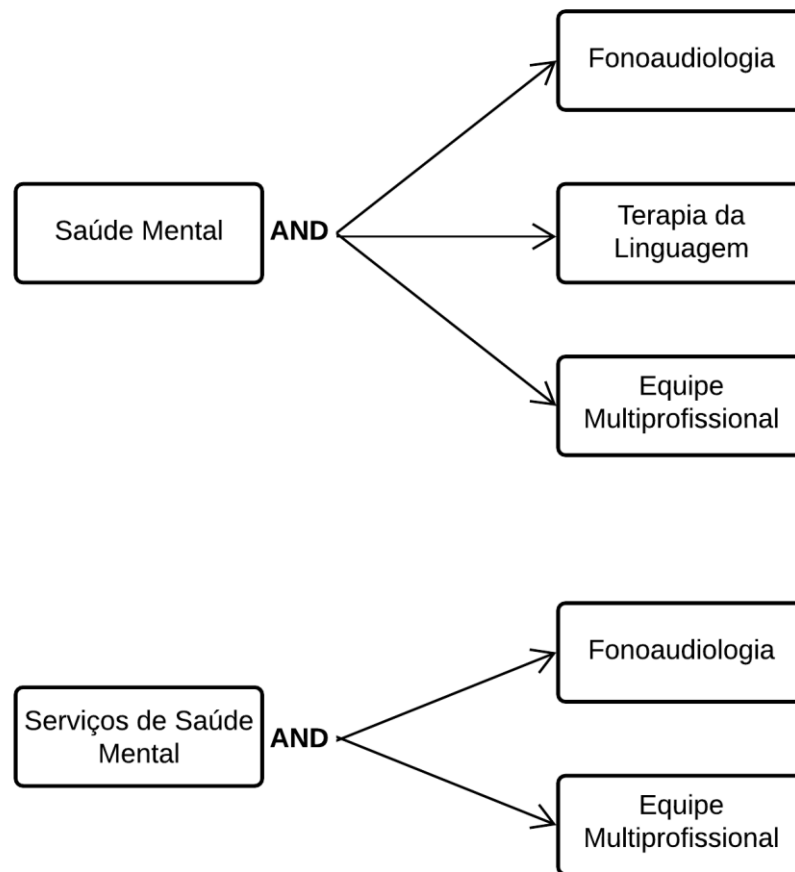 Fonoaudiologia
Saúde Mental
AND
Terapia da
Linguagem
Equipe
Multiprofissional
Fonoaudiologia
Serviços de Saúde
Mental
AND
Equipe
Multiprofissional